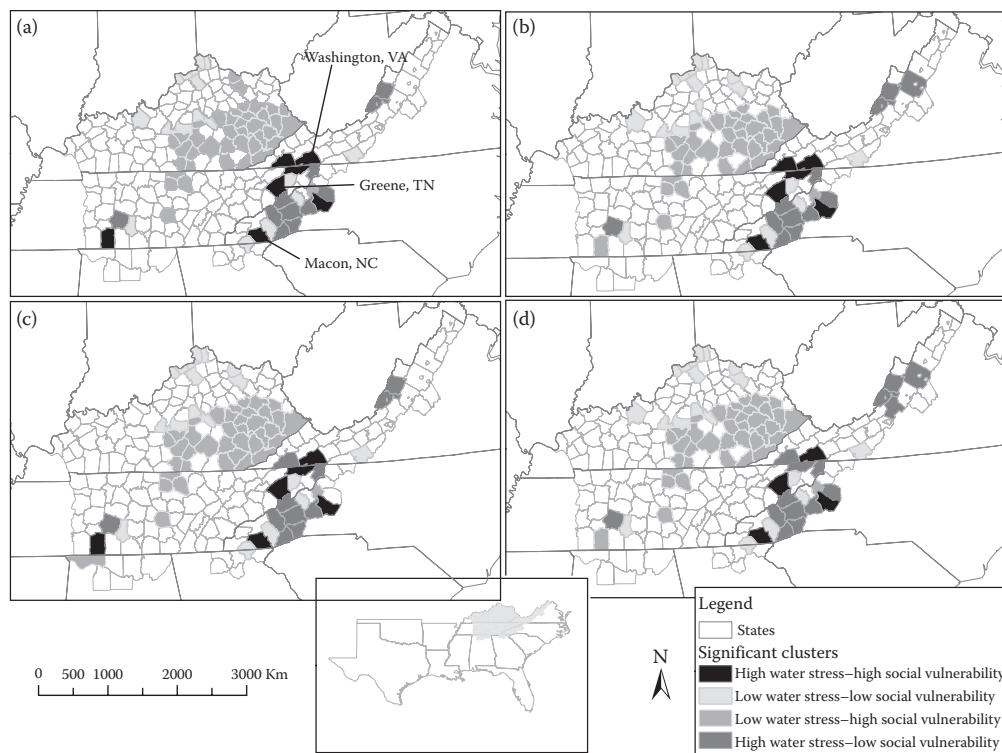 (a)
Washington, VA
Greene, TN
Macon, NC
(b)
(c)
(d)
0 500 1000 2000 3000 Km
N
Legend
States
Significant clusters
High water stress–high social vulnerability
Low water stress–low social vulnerability
Low water stress–high social vulnerability
High water stress–low social vulnerability